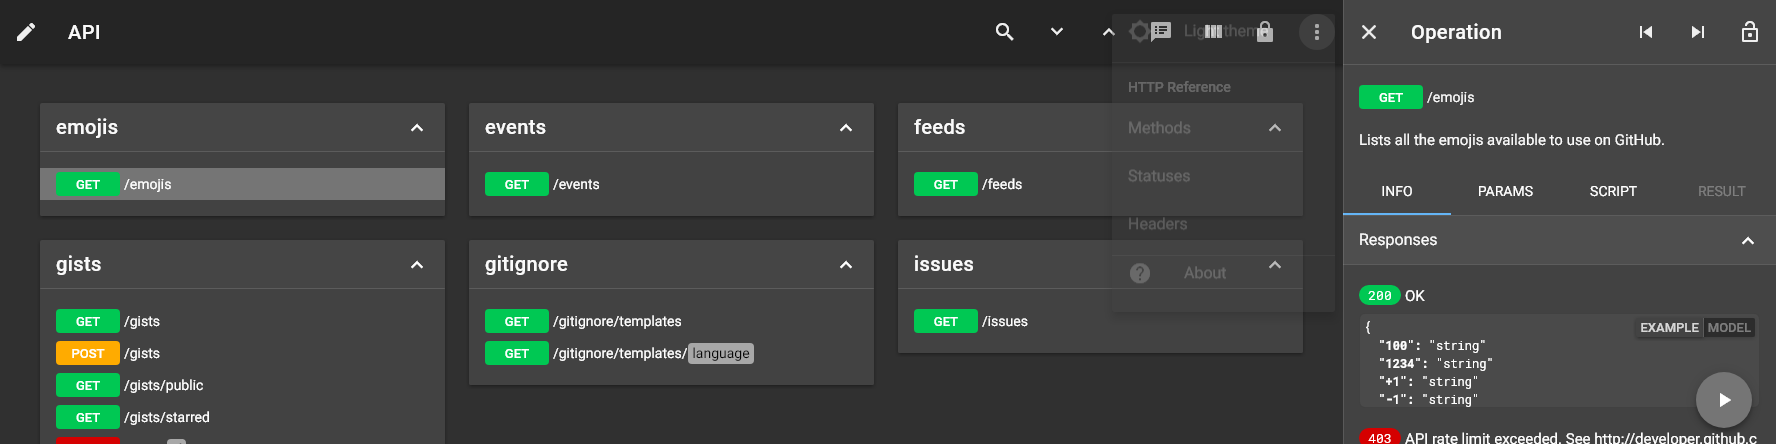 API
Light theme
HTTP Reference
Methods
Statuses
Headers
About
emojis
GET /emojis
events
GET /events
feeds
GET /feeds
gists
GET /gists
POST /gists
GET /gists/public
GET /gists/starred
gitignore
GET /gitignore/templates
GET /gitignore/templates/ language
issues
GET /issues
Operation
GET /emojis
Lists all the emojis available to use on GitHub.
INFO PARAMS SCRIPT RESULT
Responses
200 OK
EXAMPLE MODEL
{
"100": "string"
"1234": "string"
"+1": "string"
"-1": "string"
403 API rate limit exceeded. See http://developer.github.c